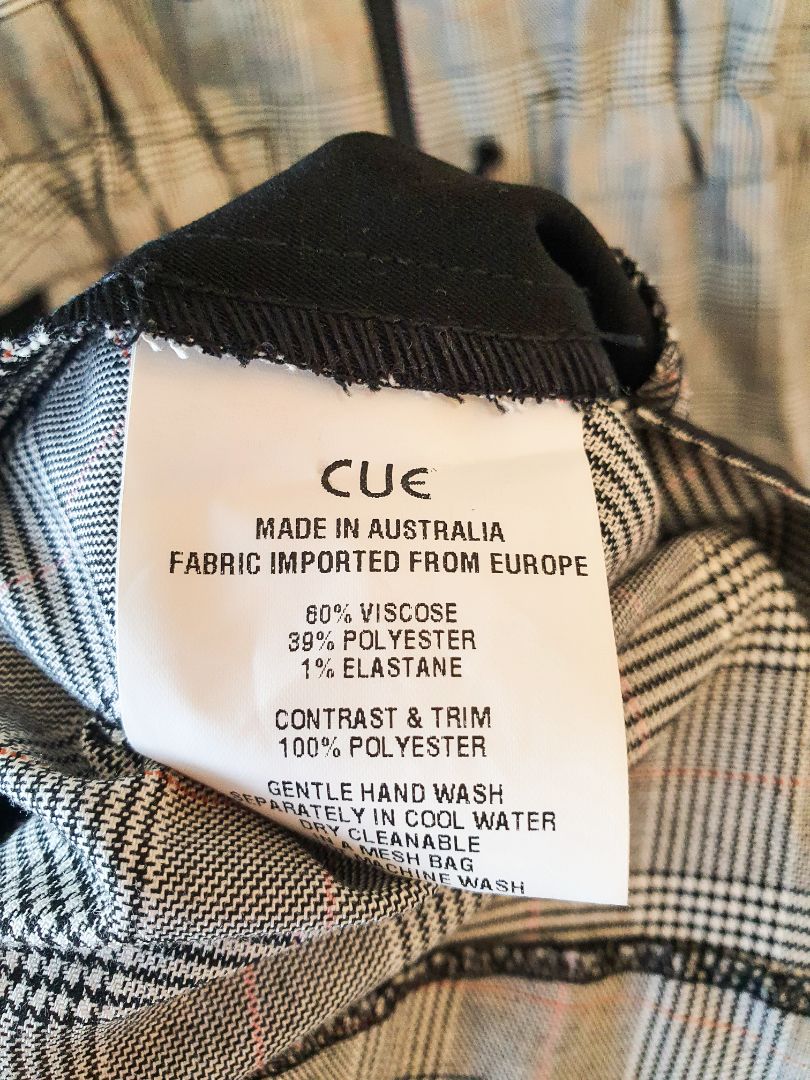 CUE
MADE IN AUSTRALIA
FABRIC IMPORTED FROM EUROPE
60% VISCOSE
39% POLYESTER
1% ELASTANE
CONTRAST & TRIM
100% POLYESTER
GENTLE HAND WASH
SEPARATELY IN COOL WATER
DRY CLEANABLE
IN A MESH BAG
MACHINE WASH